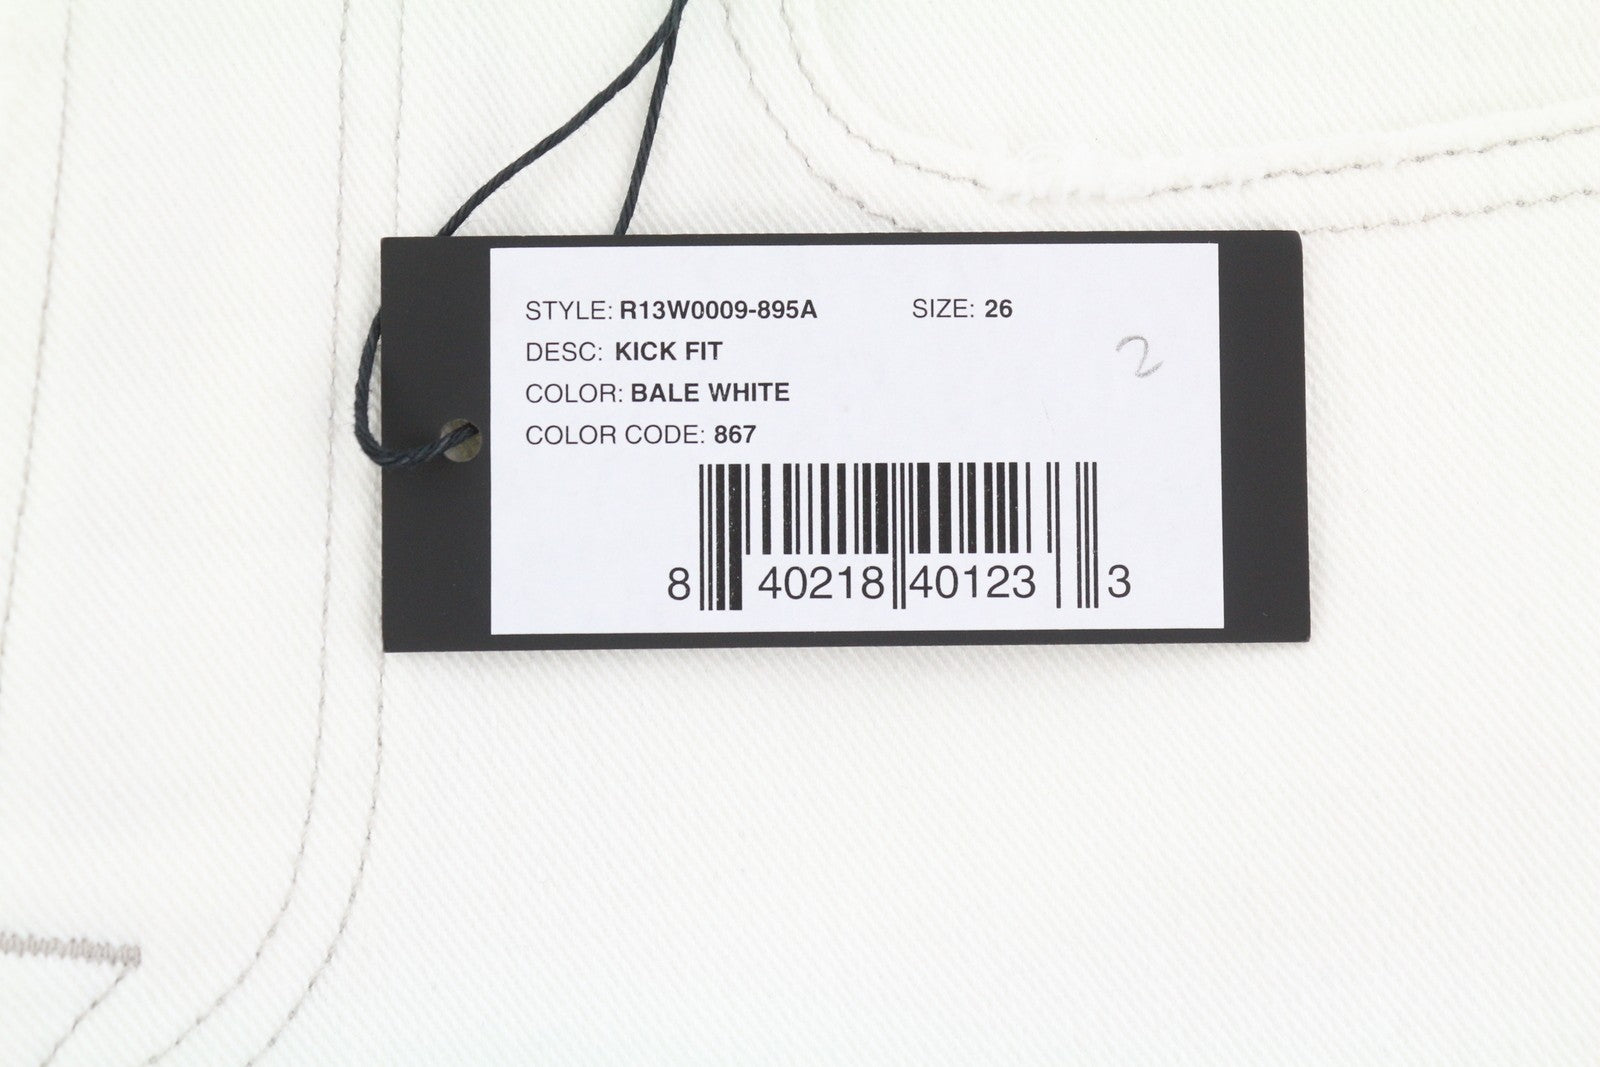 STYLE: R13W0009-895A SIZE: 26
2
DESC: KICK FIT
COLOR: BALE WHITE
COLOR CODE: 867
8 40218 40123 3